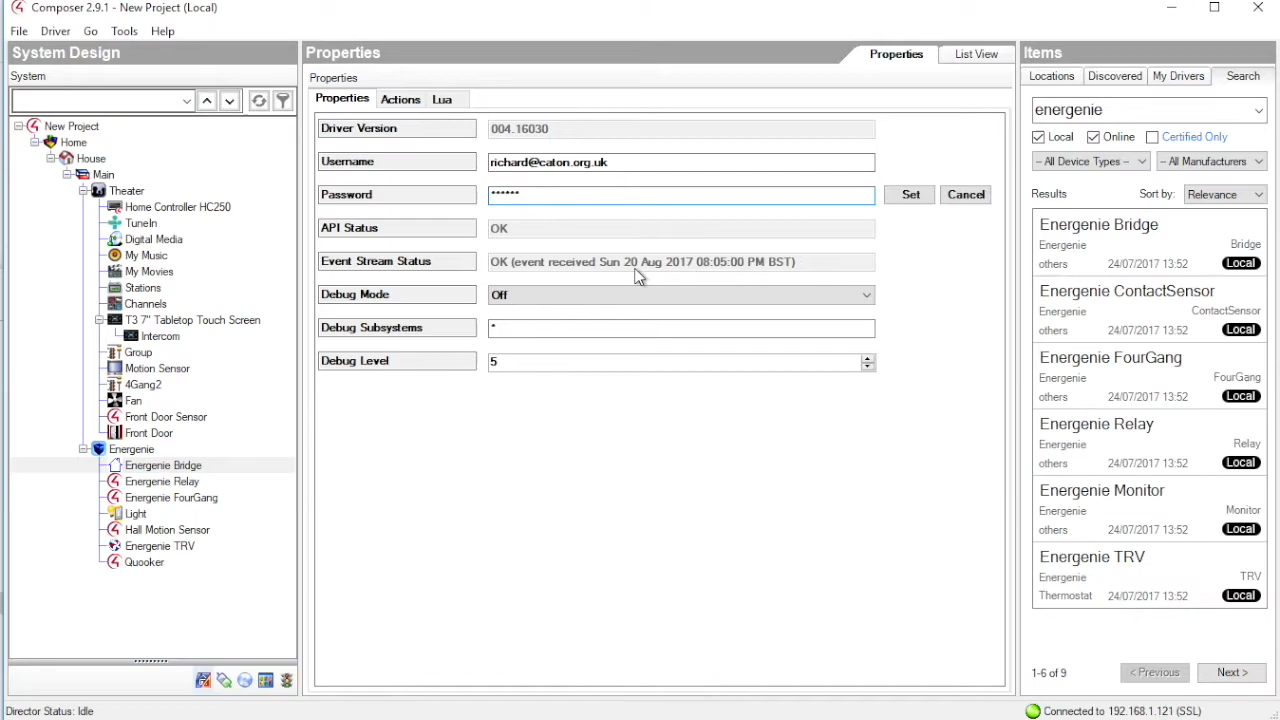 Composer 2.9.1 - New Project (Local)
File Driver Go Tools Help
System Design
System
New Project
Home
House
Main
Theater
Home Controller HC250
TuneIn
Digital Media
My Music
My Movies
Stations
Channels
T3 7" Tabletop Touch Screen
Intercom
Group
Motion Sensor
4Gang2
Fan
Front Door Sensor
Front Door
Energenie
Energenie Bridge
Energenie Relay
Energenie FourGang
Light
Hall Motion Sensor
Energenie TRV
Quooker
Director Status: Idle
Properties
Properties List View
Properties
Properties Actions Lua
Driver Version 004.16030
Username richard@caton.org.uk
Password ****** Set Cancel
API Status OK
Event Stream Status OK (event received Sun 20 Aug 2017 08:05:00 PM BST)
Debug Mode Off
Debug Subsystems *
Debug Level 5
Items
Locations Discovered My Drivers Search
energenie
Local Online Certified Only
-- All Device Types -- -- All Manufacturers
Results Sort by: Relevance
Energenie Bridge
Energenie Bridge
others 24/07/2017 13:52 Local
Energenie ContactSensor
Energenie ContactSensor
others 24/07/2017 13:52 Local
Energenie FourGang
Energenie FourGang
others 24/07/2017 13:52 Local
Energenie Relay
Energenie Relay
others 24/07/2017 13:52 Local
Energenie Monitor
Energenie Monitor
others 24/07/2017 13:52 Local
Energenie TRV
Energenie TRV
Thermostat 24/07/2017 13:52 Local
1-6 of 9 < Previous Next >
Connected to 192.168.1.121 (SSL)